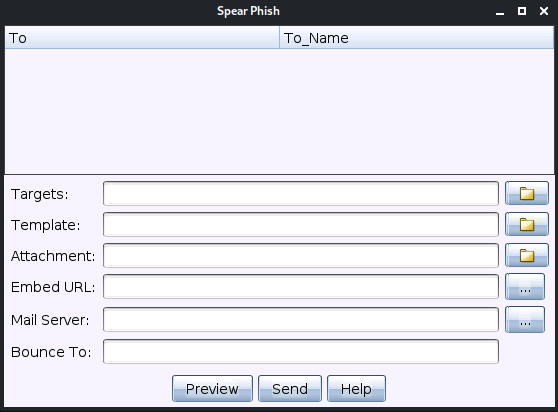 Spear Phish
To To_Name
Targets:
Template:
Attachment:
Embed URL: ...
Mail Server: ...
Bounce To:
Preview Send Help